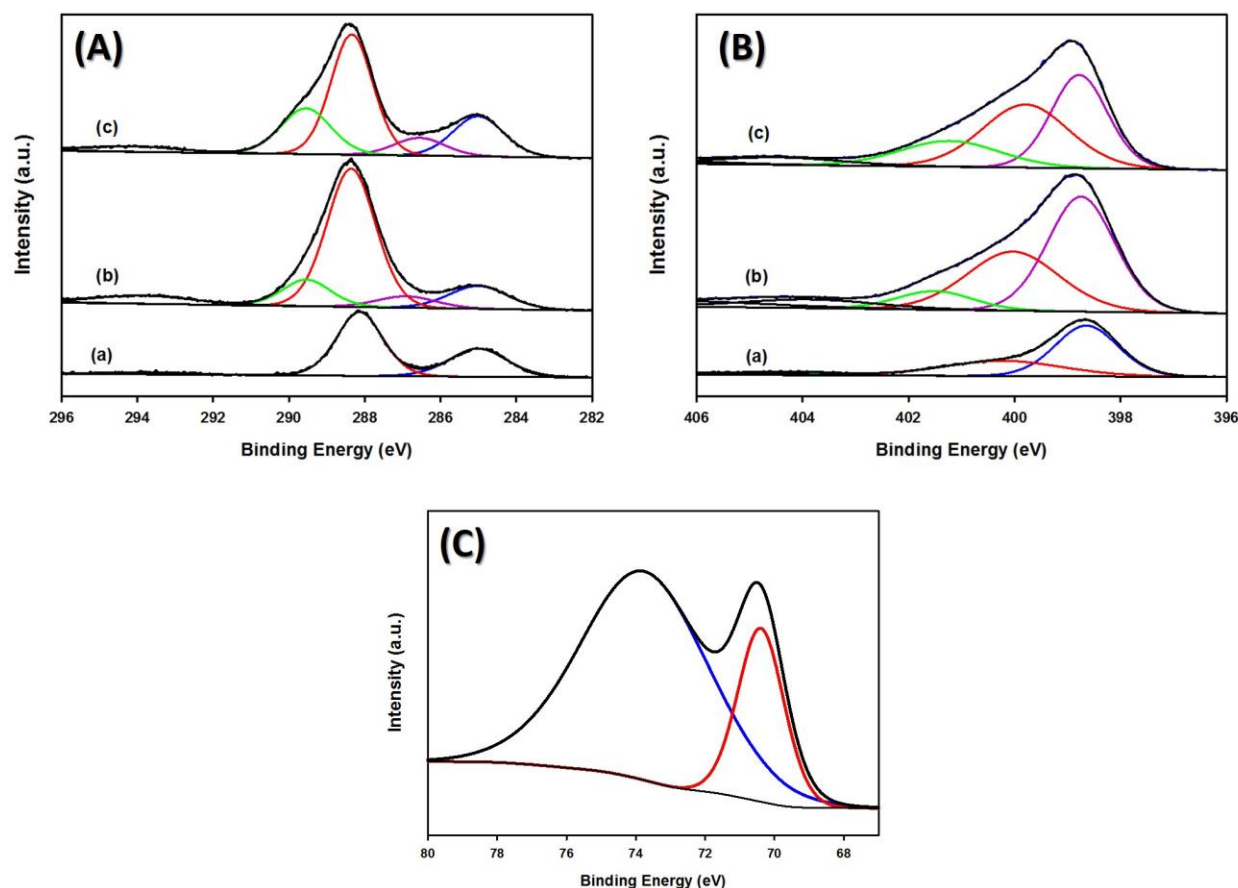 (A)
(c)
(b)
(a)
Intensity (a.u.)
296 294 292 290 288 286 284 282
Binding Energy (eV)
(B)
(c)
(b)
(a)
Intensity (a.u.)
406 404 402 400 398 396
Binding Energy (eV)
(C)
Intensity (a.u.)
80 78 76 74 72 70 68
Binding Energy (eV)